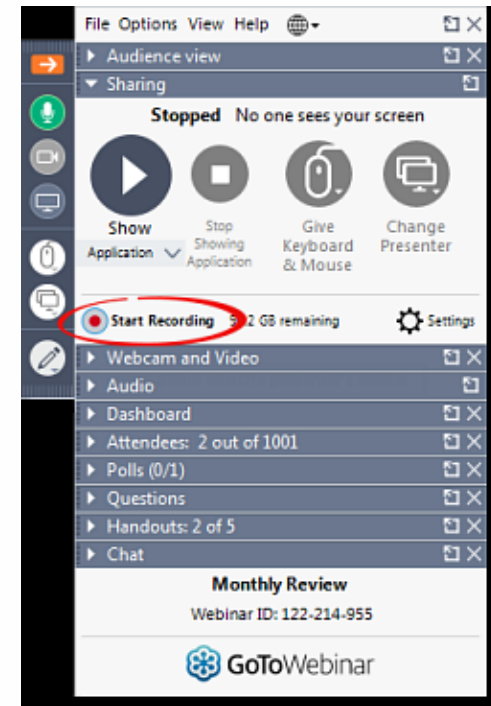 File Options View Help
Audience view
Sharing
Stopped No one sees your screen
Show
Application
Stop
Showing
Application
Give
Keyboard
& Mouse
Change
Presenter
Start Recording GB remaining
Settings
Webcam and Video
Audio
Dashboard
Attendees: 2 out of 1001
Polls (0/1)
Questions
Handouts: 2 of 5
Chat
Monthly Review
Webinar ID: 122-214-955
GoToWebinar